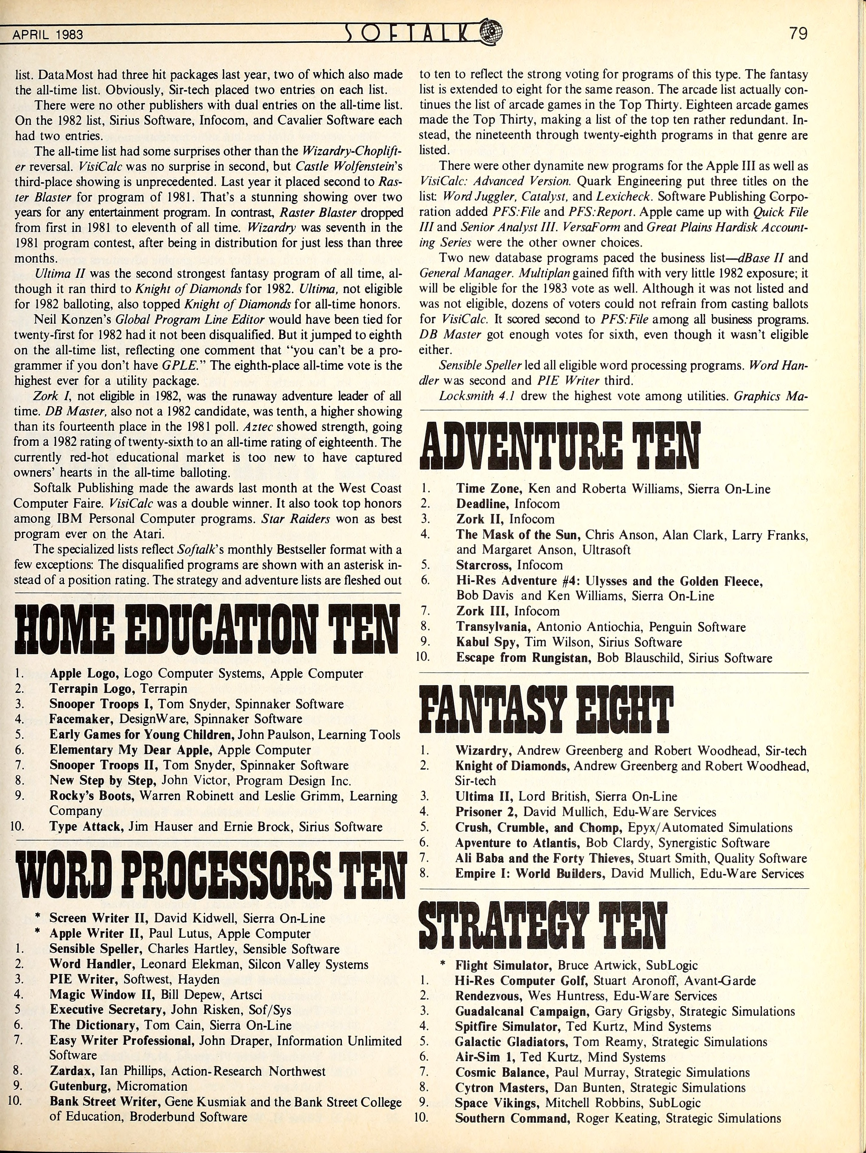 APRIL 1983
SOFTALK
79
list. DataMost had three hit packages last year, two of which also made
the all-time list. Obviously, Sir-tech placed two entries on each list.
There were no other publishers with dual entries on the all-time list.
On the 1982 list, Sirius Software, Infocom, and Cavalier Software each
had two entries.
The all-time list had some surprises other than the Wizardry-Choplift-
er reversal. VisiCalc was no surprise in second, but Castle Wolfenstein's
third-place showing is unprecedented. Last year it placed second to Ras-
ter Blaster for program of 1981. That's a stunning showing over two
years for any entertainment program. In contrast, Raster Blaster dropped
from first in 1981 to eleventh of all time. Wizardry was seventh in the
1981 program contest, after being in distribution for just less than three
months.
Ultima II was the second strongest fantasy program of all time, al-
though it ran third to Knight of Diamonds for 1982. Ultima, not eligible
for 1982 balloting, also topped Knight of Diamonds for all-time honors.
Neil Konzen's Global Program Line Editor would have been tied for
twenty-first for 1982 had it not been disqualified. But it jumped to eighth
on the all-time list, reflecting one comment that “you can't be a pro-
grammer if you don't have GPLE.” The eighth-place all-time vote is the
highest ever for a utility package.
Zork I, not eligible in 1982, was the runaway adventure leader of all
time. DB Master, also not a 1982 candidate, was tenth, a higher showing
than its fourteenth place in the 1981 poll. Aztec showed strength, going
from a 1982 rating of twenty-sixth to an all-time rating of eighteenth. The
currently red-hot educational market is too new to have captured
owners' hearts in the all-time balloting.
Softalk Publishing made the awards last month at the West Coast
Computer Faire. VisiCalc was a double winner. It also took top honors
among IBM Personal Computer programs. Star Raiders won as best
program ever on the Atari.
The specialized lists reflect Softalk's monthly Bestseller format with a
few exceptions: The disqualified programs are shown with an asterisk in-
stead of a position rating. The strategy and adventure lists are fleshed out
HOME EDUCATION TEN
1. Apple Logo, Logo Computer Systems, Apple Computer
2. Terrapin Logo, Terrapin
3. Snooper Troops I, Tom Snyder, Spinnaker Software
4. Facemaker, DesignWare, Spinnaker Software
5. Early Games for Young Children, John Paulson, Learning Tools
6. Elementary My Dear Apple, Apple Computer
7. Snooper Troops II, Tom Snyder, Spinnaker Software
8. New Step by Step, John Victor, Program Design Inc.
9. Rocky's Boots, Warren Robinett and Leslie Grimm, Learning
Company
10. Type Attack, Jim Hauser and Ernie Brock, Sirius Software
WORD PROCESSORS TEN
* Screen Writer II, David Kidwell, Sierra On-Line
* Apple Writer II, Paul Lutus, Apple Computer
1. Sensible Speller, Charles Hartley, Sensible Software
2. Word Handler, Leonard Elekman, Silcon Valley Systems
3. PIE Writer, Softwest, Hayden
4. Magic Window II, Bill Depew, Artsci
5 Executive Secretary, John Risken, Sof/Sys
6. The Dictionary, Tom Cain, Sierra On-Line
7. Easy Writer Professional, John Draper, Information Unlimited
Software
8. Zardax, Ian Phillips, Action-Research Northwest
9. Gutenburg, Micromation
10. Bank Street Writer, Gene Kusmiak and the Bank Street College
of Education, Broderbund Software
to ten to reflect the strong voting for programs of this type. The fantasy
list is extended to eight for the same reason. The arcade list actually con-
tinues the list of arcade games in the Top Thirty. Eighteen arcade games
made the Top Thirty, making a list of the top ten rather redundant. In-
stead, the nineteenth through twenty-eighth programs in that genre are
listed.
There were other dynamite new programs for the Apple III as well as
VisiCalc: Advanced Version. Quark Engineering put three titles on the
list: Word Juggler, Catalyst, and Lexicheck. Software Publishing Corpo-
ration added PFS:File and PFS:Report. Apple came up with Quick File
III and Senior Analyst III. VersaForm and Great Plains Hardisk Account-
ing Series were the other owner choices.
Two new database programs paced the business list—dBase II and
General Manager. Multiplan gained fifth with very little 1982 exposure; it
will be eligible for the 1983 vote as well. Although it was not listed and
was not eligible, dozens of voters could not refrain from casting ballots
for VisiCalc. It scored second to PFS:File among all business programs.
DB Master got enough votes for sixth, even though it wasn't eligible
either.
Sensible Speller led all eligible word processing programs. Word Han-
dler was second and PIE Writer third.
Locksmith 4.1 drew the highest vote among utilities. Graphics Ma-
ADVENTURE TEN
1. Time Zone, Ken and Roberta Williams, Sierra On-Line
2. Deadline, Infocom
3. Zork II, Infocom
4. The Mask of the Sun, Chris Anson, Alan Clark, Larry Franks,
and Margaret Anson, Ultrasoft
5. Starcross, Infocom
6. Hi-Res Adventure #4: Ulysses and the Golden Fleece,
Bob Davis and Ken Williams, Sierra On-Line
7. Zork III, Infocom
8. Transylvania, Antonio Antiochia, Penguin Software
9. Kabul Spy, Tim Wilson, Sirius Software
10. Escape from Rungistan, Bob Blauschild, Sirius Software
FANTASY EIGHT
1. Wizardry, Andrew Greenberg and Robert Woodhead, Sir-tech
2. Knight of Diamonds, Andrew Greenberg and Robert Woodhead,
Sir-tech
3. Ultima II, Lord British, Sierra On-Line
4. Prisoner 2, David Mullich, Edu-Ware Services
5. Crush, Crumble, and Chomp, Epyx/Automated Simulations
6. Apventure to Atlantis, Bob Clardy, Synergistic Software
7. Ali Baba and the Forty Thieves, Stuart Smith, Quality Software
8. Empire I: World Builders, David Mullich, Edu-Ware Services
STRATEGY TEN
* Flight Simulator, Bruce Artwick, SubLogic
1. Hi-Res Computer Golf, Stuart Aronoff, Avant-Garde
2. Rendezvous, Wes Huntress, Edu-Ware Services
3. Guadalcanal Campaign, Gary Grigsby, Strategic Simulations
4. Spitfire Simulator, Ted Kurtz, Mind Systems
5. Galactic Gladiators, Tom Reamy, Strategic Simulations
6. Air-Sim 1, Ted Kurtz, Mind Systems
7. Cosmic Balance, Paul Murray, Strategic Simulations
8. Cytron Masters, Dan Bunten, Strategic Simulations
9. Space Vikings, Mitchell Robbins, SubLogic
10. Southern Command, Roger Keating, Strategic Simulations